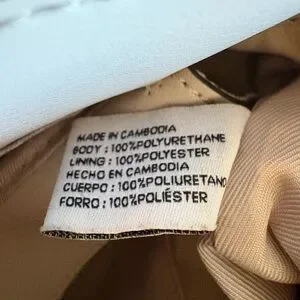 MADE IN CAMBODIA
BODY : 100%POLYURETHANE
LINING : 100%POLYESTER
HECHO EN CAMBODIA
CUERPO : 100%POLIURETANO
FORRO: 100%POLIÉSTER